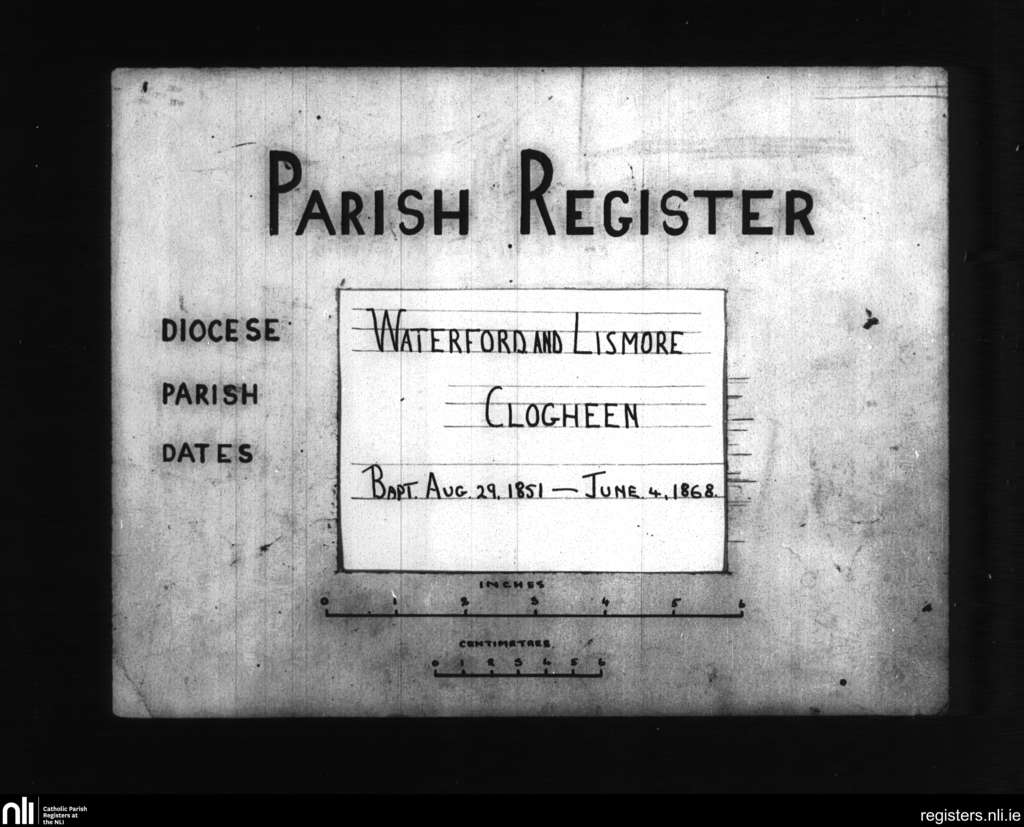 PARISH REGISTER
DIOCESE WATERFORD AND LISMORE
PARISH CLOGHEEN
DATES BAPT. AUG. 29, 1851 — JUNE 4, 1868.
INCHES
0 1 2 3 4 5 6
CENTIMETRES
0 1 2 3 4 5 6
nli Catholic Parish
Registers at
the NLI
registers.nli.ie